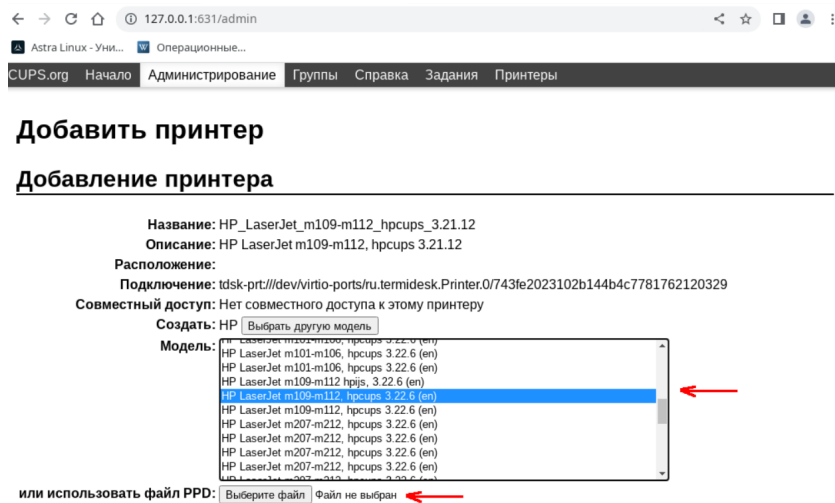 127.0.0.1:631/admin
Astra Linux - Уни...
Операционные...
CUPS.org Начало Администрирование Группы Справка Задания Принтеры
Добавить принтер
Добавление принтера
Название: HP_LaserJet_m109-m112_hpcups_3.21.12
Описание: HP LaserJet m109-m112, hpcups 3.21.12
Расположение:
Подключение: tdsk-prt:///dev/virtio-ports/ru.termidesk.Printer.0/743fe2023102b144b4c7781762120329
Совместный доступ: Нет совместного доступа к этому принтеру
Создать: HP Выбрать другую модель
Модель: HP LaserJet m101-m106, hpcups 3.22.6 (en)
HP LaserJet m101-m106, hpcups 3.22.6 (en)
HP LaserJet m101-m106, hpcups 3.22.6 (en)
HP LaserJet m109-m112 hpijs, 3.22.6 (en)
HP LaserJet m109-m112, hpcups 3.22.6 (en)
HP LaserJet m109-m112, hpcups 3.22.6 (en)
HP LaserJet m207-m212, hpcups 3.22.6 (en)
HP LaserJet m207-m212, hpcups 3.22.6 (en)
HP LaserJet m207-m212, hpcups 3.22.6 (en)
или использовать файл PPD: Выберите файл Файл не выбран